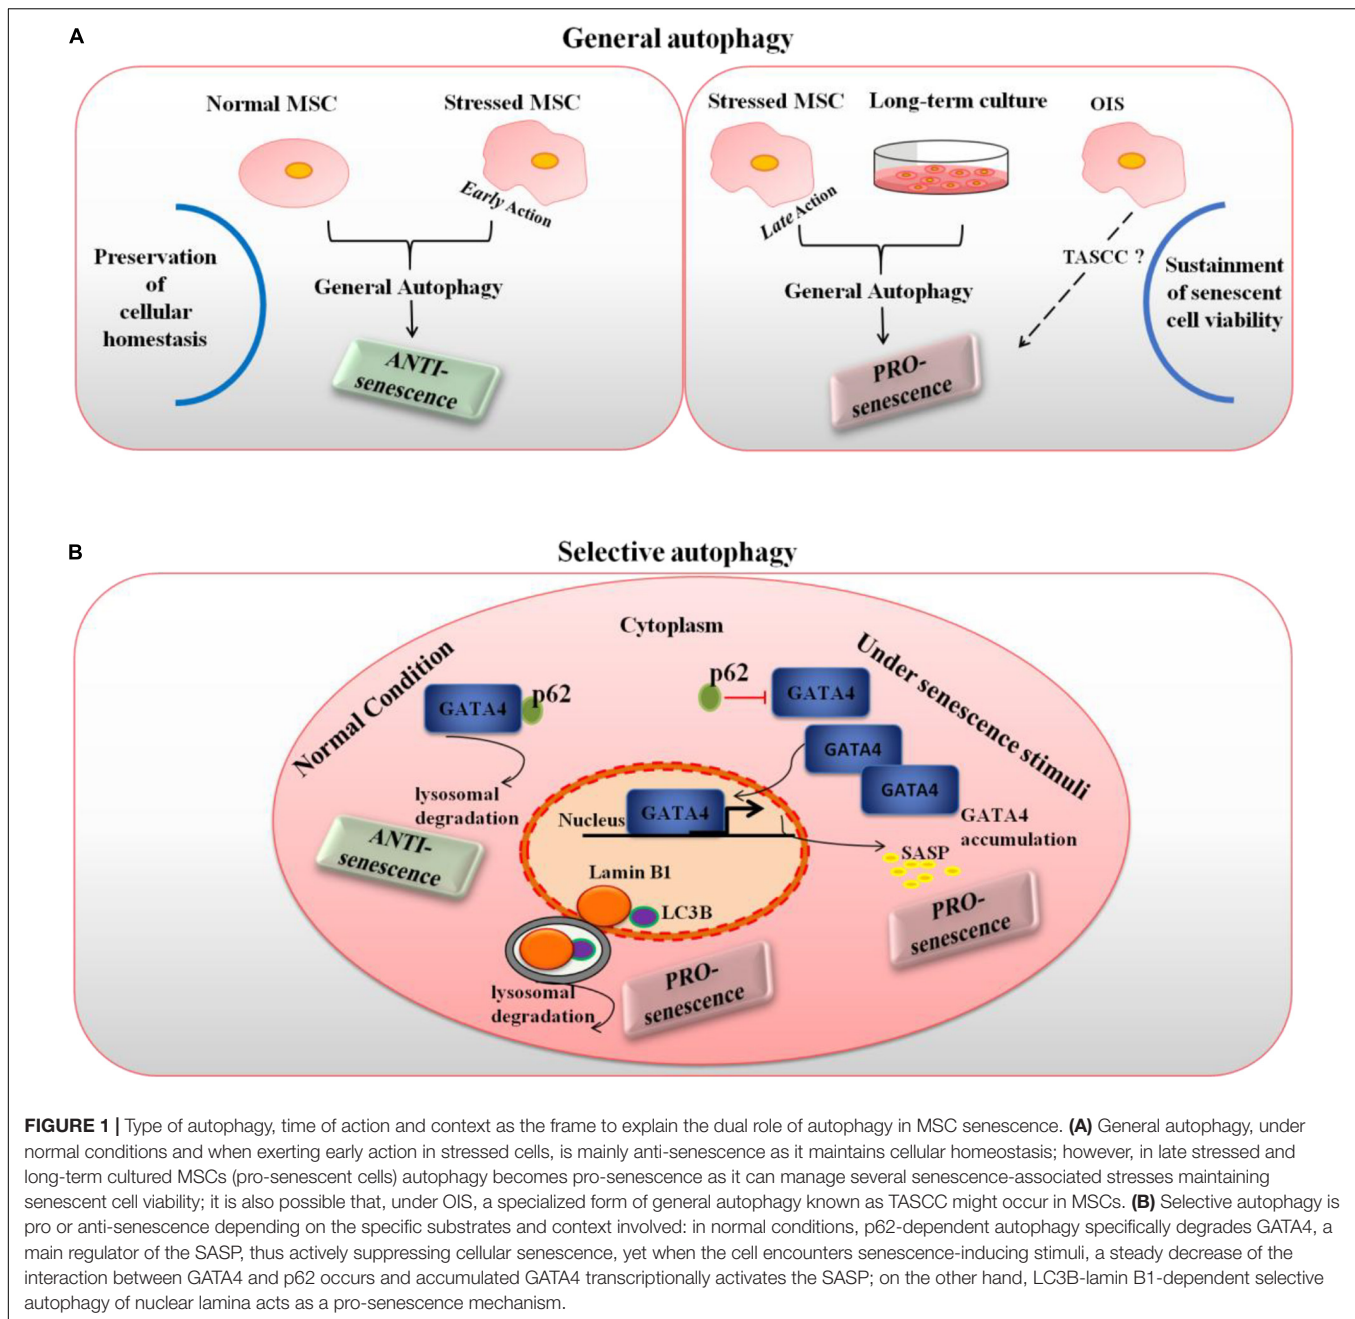 A
General autophagy
Normal MSC
Stressed MSC
Early Action
Preservation
of
cellular
homestasis
General Autophagy
ANTI-
senescence
Stressed MSC
Long-term culture
OIS
Late Action
TASCC ?
General Autophagy
Sustainment
of senescent
cell viability
PRO-
senescence
B
Selective autophagy
Cytoplasm
Normal Condition
Under senescence stimuli
GATA4
p62
lysosomal
degradation
ANTI-
senescence
p62
GATA4
GATA4
GATA4
GATA4
accumulation
Nucleus
GATA4
SASP
PRO-
senescence
Lamin B1
LC3B
lysosomal
degradation
PRO-
senescence
FIGURE 1 | Type of autophagy, time of action and context as the frame to explain the dual role of autophagy in MSC senescence. (A) General autophagy, under
normal conditions and when exerting early action in stressed cells, is mainly anti-senescence as it maintains cellular homeostasis; however, in late stressed and
long-term cultured MSCs (pro-senescent cells) autophagy becomes pro-senescence as it can manage several senescence-associated stresses maintaining
senescent cell viability; it is also possible that, under OIS, a specialized form of general autophagy known as TASCC might occur in MSCs. (B) Selective autophagy is
pro or anti-senescence depending on the specific substrates and context involved: in normal conditions, p62-dependent autophagy specifically degrades GATA4, a
main regulator of the SASP, thus actively suppressing cellular senescence, yet when the cell encounters senescence-inducing stimuli, a steady decrease of the
interaction between GATA4 and p62 occurs and accumulated GATA4 transcriptionally activates the SASP; on the other hand, LC3B-lamin B1-dependent selective
autophagy of nuclear lamina acts as a pro-senescence mechanism.